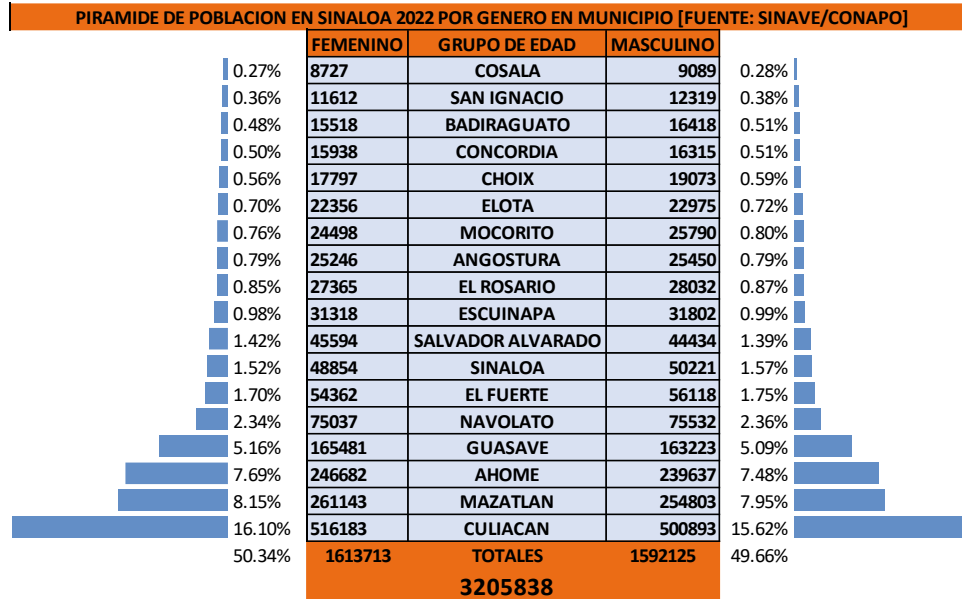 PIRAMIDE DE POBLACION EN SINALOA 2022 POR GENERO EN MUNICIPIO [FUENTE: SINAVE/CONAPO]
FEMENINO GRUPO DE EDAD MASCULINO
0.27% 8727 COSALA 9089 0.28%
0.36% 11612 SAN IGNACIO 12319 0.38%
0.48% 15518 BADIRAGUATO 16418 0.51%
0.50% 15938 CONCORDIA 16315 0.51%
0.56% 17797 CHOIX 19073 0.59%
0.70% 22356 ELOTA 22975 0.72%
0.76% 24498 MOCORITO 25790 0.80%
0.79% 25246 ANGOSTURA 25450 0.79%
0.85% 27365 EL ROSARIO 28032 0.87%
0.98% 31318 ESCUINAPA 31802 0.99%
1.42% 45594 SALVADOR ALVARADO 44434 1.39%
1.52% 48854 SINALOA 50221 1.57%
1.70% 54362 EL FUERTE 56118 1.75%
2.34% 75037 NAVOLATO 75532 2.36%
5.16% 165481 GUASAVE 163223 5.09%
7.69% 246682 AHOME 239637 7.48%
8.15% 261143 MAZATLAN 254803 7.95%
16.10% 516183 CULIACAN 500893 15.62%
50.34% 1613713 TOTALES 1592125 49.66%
3205838